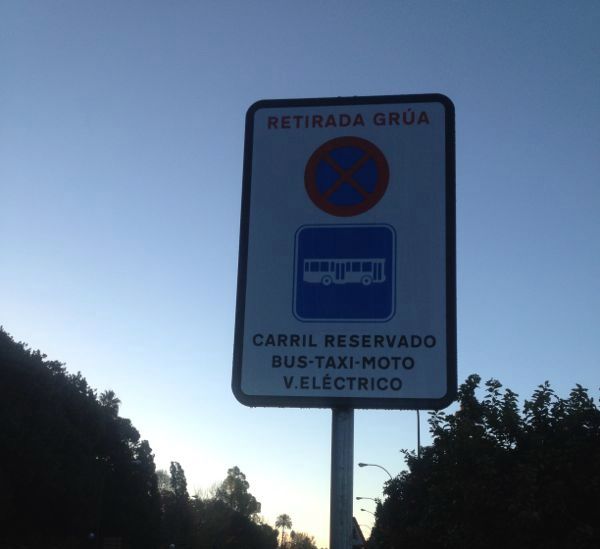 RETIRADA GRÚA
CARRIL RESERVADO
BUS-TAXI-MOTO
V.ELÉCTRICO